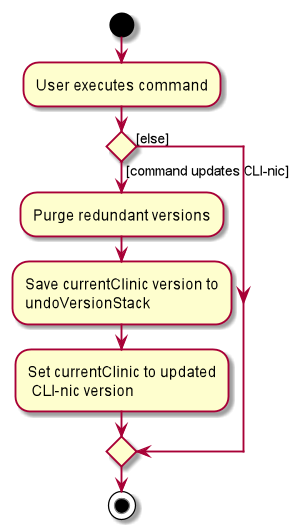 User executes command
[else]
[command updates CLI-nic]
Purge redundant versions
Save currentClinic version to
undoVersionStack
Set currentClinic to updated
CLI-nic version